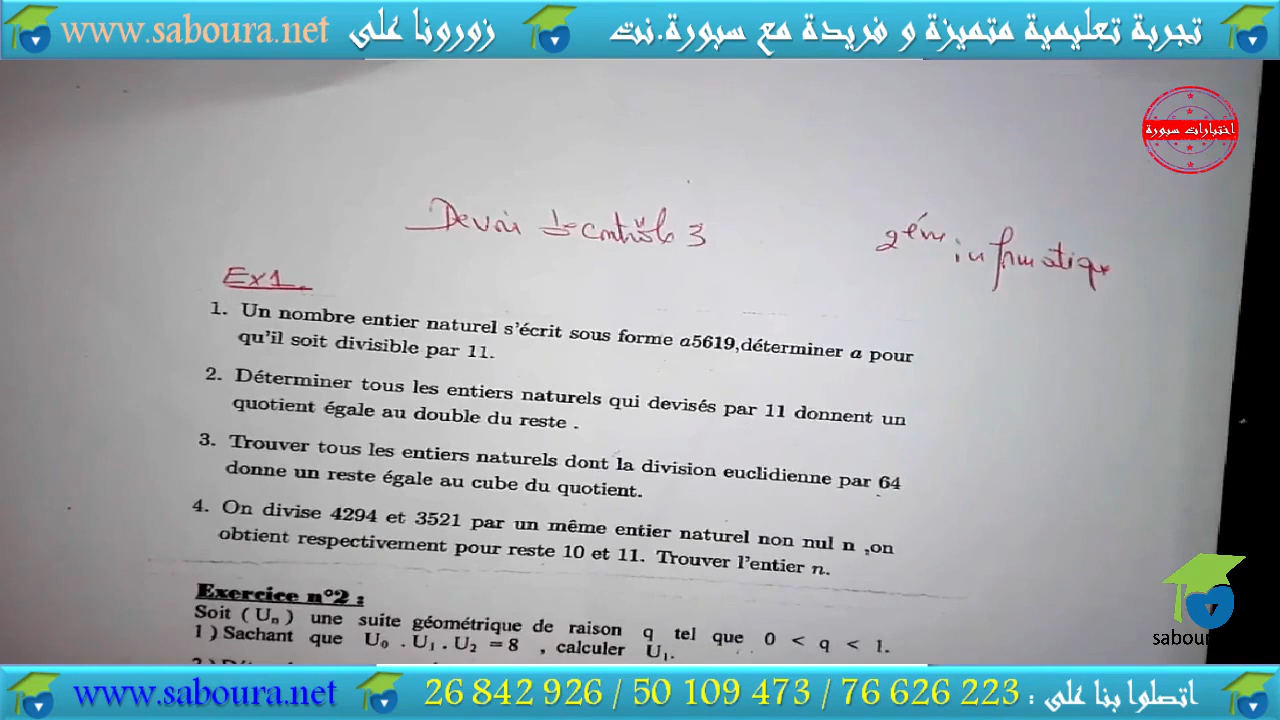 www.saboura.net زورونا على تجربة تعليمية متميزة و فريدة مع سبورة.نت
اختبارات سبورة
Devoir de contrôle 3
informatique
Ex1.
1. Un nombre entier naturel s'écrit sous forme a5619,déterminer a pour
qu'il soit divisible par 11.
2. Déterminer tous les entiers naturels qui devisés par 11 donnent un
quotient égale au double du reste .
3. Trouver tous les entiers naturels dont la division euclidienne par 64
donne un reste égale au cube du quotient.
4. On divise 4294 et 3521 par un même entier naturel non nul n ,on
obtient respectivement pour reste 10 et 11. Trouver l'entier n.
Exercice n°2 :
Soit ( Un ) une suite géométrique de raison q tel que 0 < q < 1.
1 ) Sachant que U0 . U1 . U2 = 8 , calculer U1.
www.saboura.net 26 842 926 / 50 109 473 / 76 626 223 : اتصلوا بنا على